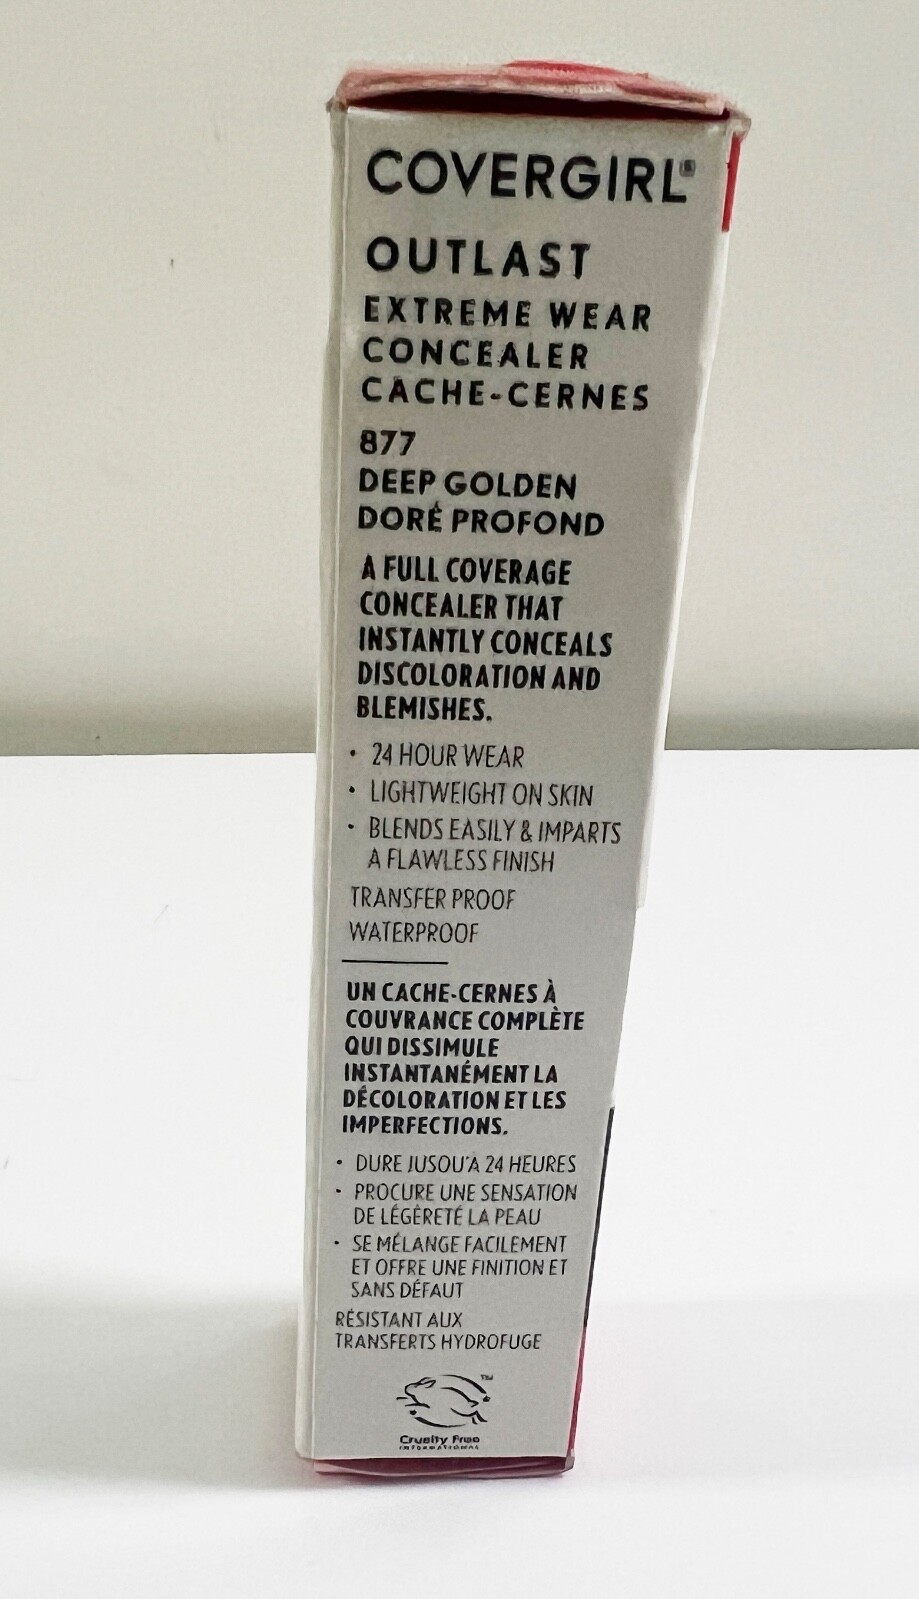 COVERGIRL®
OUTLAST
EXTREME WEAR
CONCEALER
CACHE-CERNES
877
DEEP GOLDEN
DORÉ PROFOND
A FULL COVERAGE
CONCEALER THAT
INSTANTLY CONCEALS
DISCOLORATION AND
BLEMISHES.
• 24 HOUR WEAR
• LIGHTWEIGHT ON SKIN
• BLENDS EASILY & IMPARTS
A FLAWLESS FINISH
TRANSFER PROOF
WATERPROOF
UN CACHE-CERNES À
COUVRANCE COMPLÈTE
QUI DISSIMULE
INSTANTANÉMENT LA
DÉCOLORATION ET LES
IMPERFECTIONS.
• DURE JUSQU'À 24 HEURES
• PROCURE UNE SENSATION
DE LÉGÈRETÉ LA PEAU
• SE MÉLANGE FACILEMENT
ET OFFRE UNE FINITION ET
SANS DÉFAUT
RÉSISTANT AUX
TRANSFERTS HYDROFUGE
TM
Cruelty Free
INTERNATIONAL